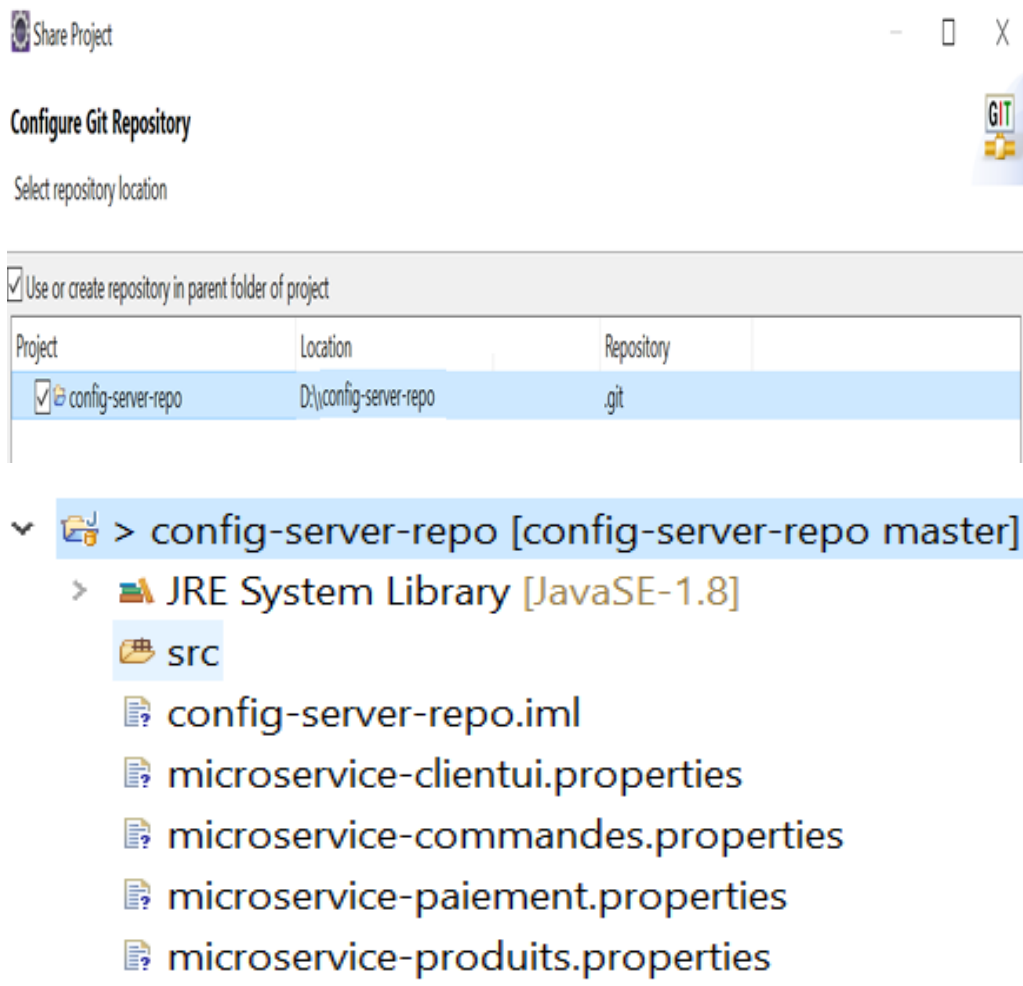 Share Project
Configure Git Repository
GIT
Select repository location
Use or create repository in parent folder of project
Project Location Repository
config-server-repo D:\\config-server-repo .git
> config-server-repo [config-server-repo master]
JRE System Library [JavaSE-1.8]
src
config-server-repo.iml
microservice-clientui.properties
microservice-commandes.properties
microservice-paiement.properties
microservice-produits.properties